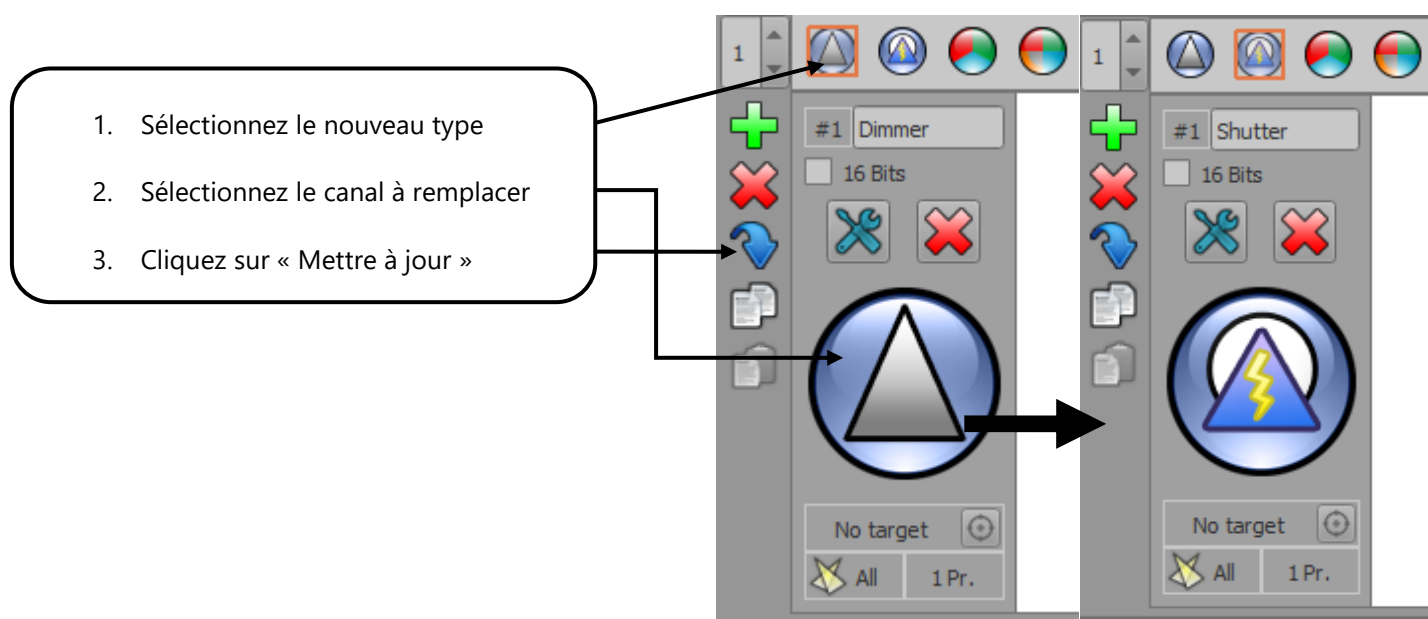 1. Sélectionnez le nouveau type
2. Sélectionnez le canal à remplacer
3. Cliquez sur « Mettre à jour »
1
#1 Dimmer
16 Bits
No target
All 1 Pr.
1
#1 Shutter
16 Bits
No target
All 1 Pr.